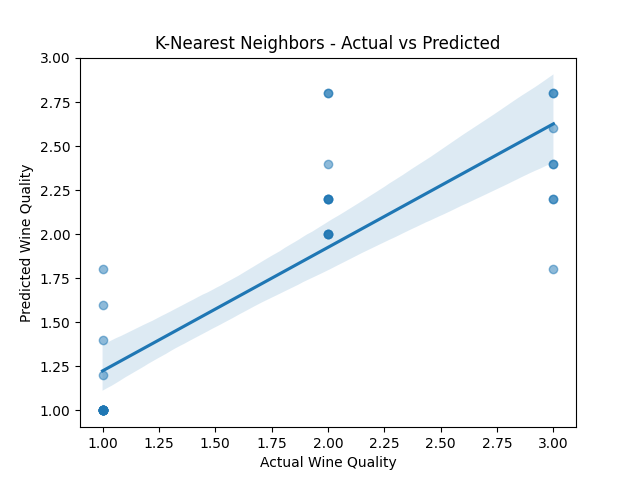 K-Nearest Neighbors - Actual vs Predicted
3.00
2.75
2.50
2.25
2.00
1.75
1.50
1.25
1.00
Predicted Wine Quality
1.00 1.25 1.50 1.75 2.00 2.25 2.50 2.75 3.00
Actual Wine Quality